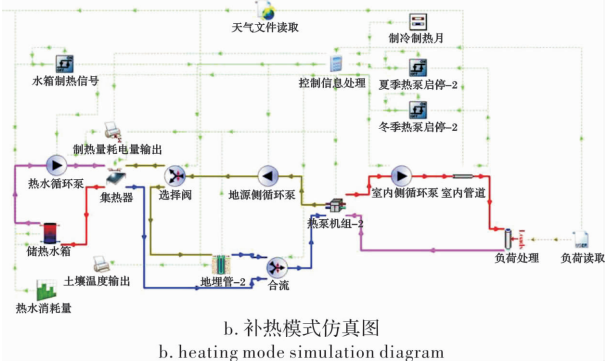 天气文件读取
制冷制热月
水箱制热信号
控制信息处理
夏季热泵启停-2
冬季热泵启停-2
制热量耗电量输出
热水循环泵
集热器
选择阀
地源侧循环泵
室内侧循环泵
室内管道
热泵机组-2
储热水箱
土壤温度输出
地埋管-2
合流
负荷处理
负荷读取
热水消耗量
b. 补热模式仿真图
b. heating mode simulation diagram